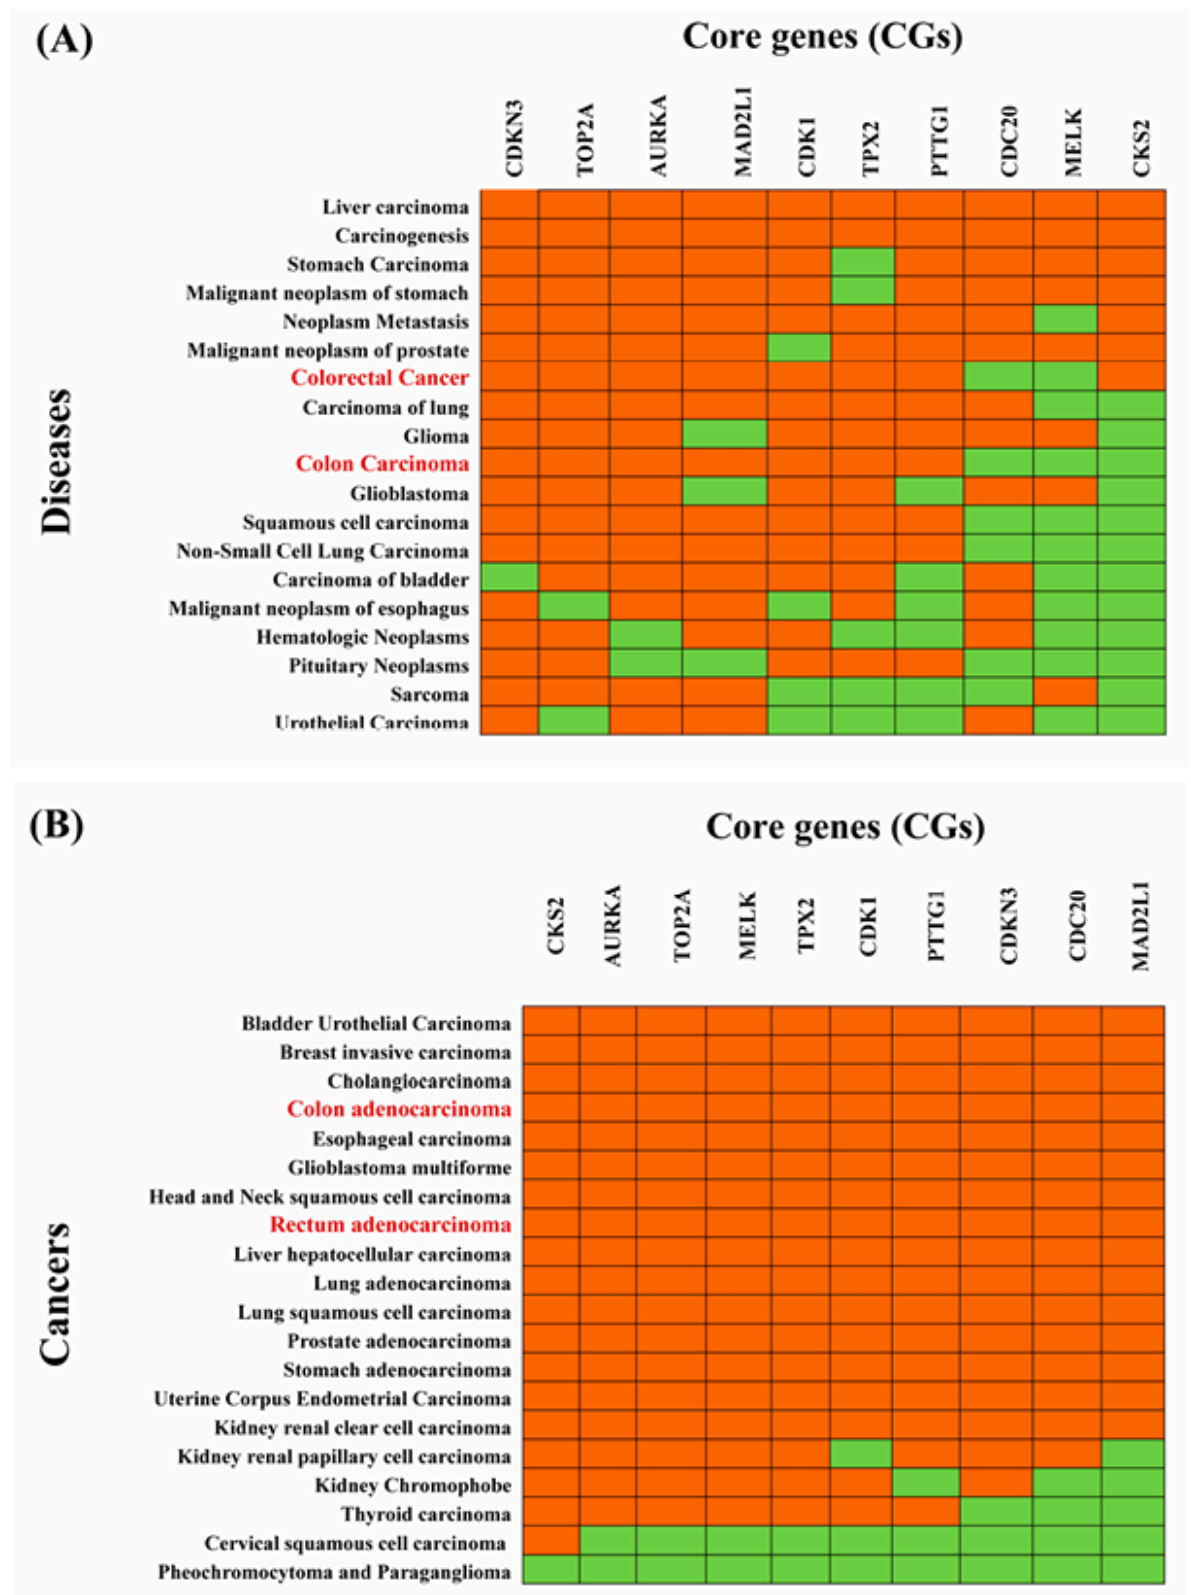 (A)
Core genes (CGs)
CDKN3
TOP2A
AURKA
MAD2L1
CDK1
TPX2
PTTG1
CDC20
MELK
CKS2
Diseases
Liver carcinoma
Carcinogenesis
Stomach Carcinoma
Malignant neoplasm of stomach
Neoplasm Metastasis
Malignant neoplasm of prostate
Colorectal Cancer
Carcinoma of lung
Glioma
Colon Carcinoma
Glioblastoma
Squamous cell carcinoma
Non-Small Cell Lung Carcinoma
Carcinoma of bladder
Malignant neoplasm of esophagus
Hematologic Neoplasms
Pituitary Neoplasms
Sarcoma
Urothelial Carcinoma
(B)
Core genes (CGs)
CKS2
AURKA
TOP2A
MELK
TPX2
CDK1
PTTG1
CDKN3
CDC20
MAD2L1
Cancers
Bladder Urothelial Carcinoma
Breast invasive carcinoma
Cholangiocarcinoma
Colon adenocarcinoma
Esophageal carcinoma
Glioblastoma multiforme
Head and Neck squamous cell carcinoma
Rectum adenocarcinoma
Liver hepatocellular carcinoma
Lung adenocarcinoma
Lung squamous cell carcinoma
Prostate adenocarcinoma
Stomach adenocarcinoma
Uterine Corpus Endometrial Carcinoma
Kidney renal clear cell carcinoma
Kidney renal papillary cell carcinoma
Kidney Chromophobe
Thyroid carcinoma
Cervical squamous cell carcinoma
Pheochromocytoma and Paraganglioma